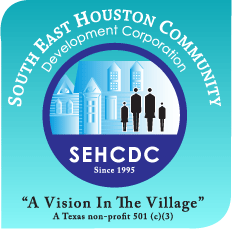 SOUTH EAST HOUSTON COMMUNITY
Development Corporation
SEHCDC
Since 1995
"A Vision In The Village"
A Texas non-profit 501 (c)(3)